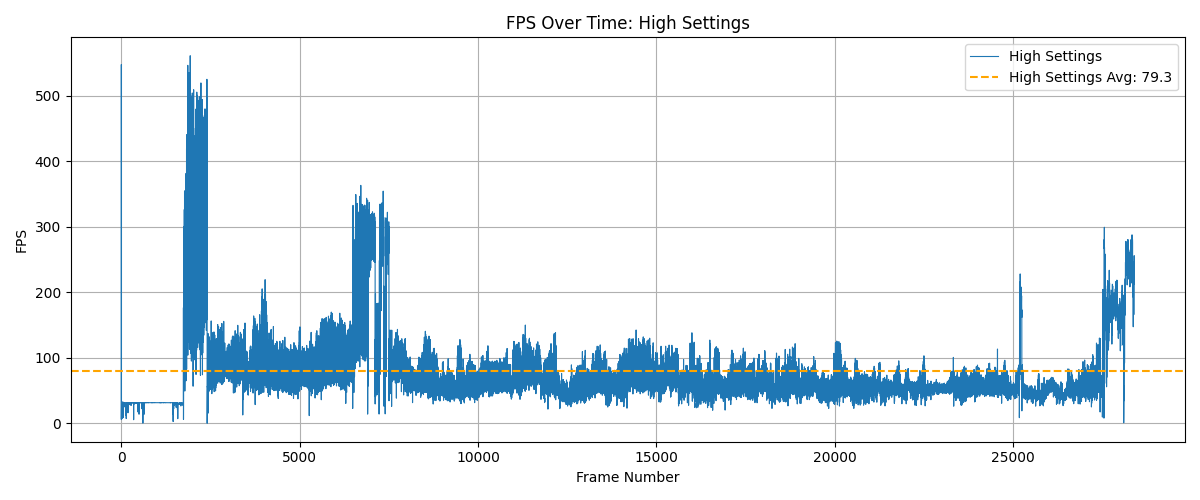 FPS Over Time: High Settings
High Settings
High Settings Avg: 79.3
500
400
300
200
100
0
FPS
0 5000 10000 15000 20000 25000
Frame Number